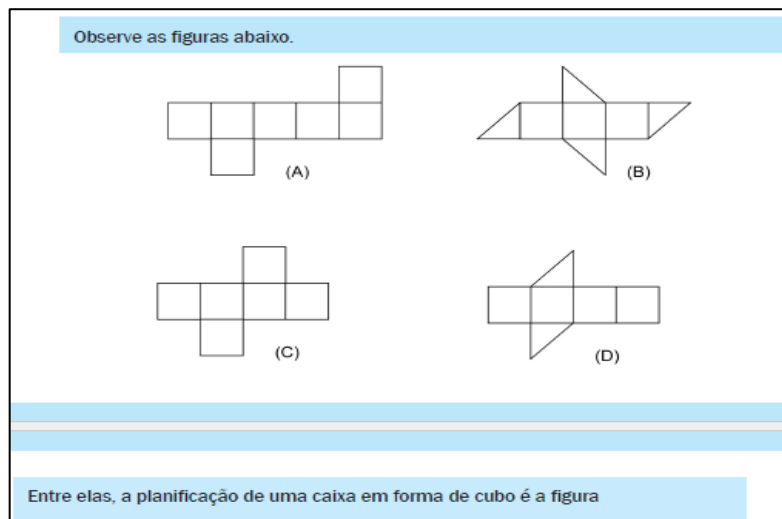 Observe as figuras abaixo.
(A)
(B)
(C)
(D)
Entre elas, a planificação de uma caixa em forma de cubo é a figura